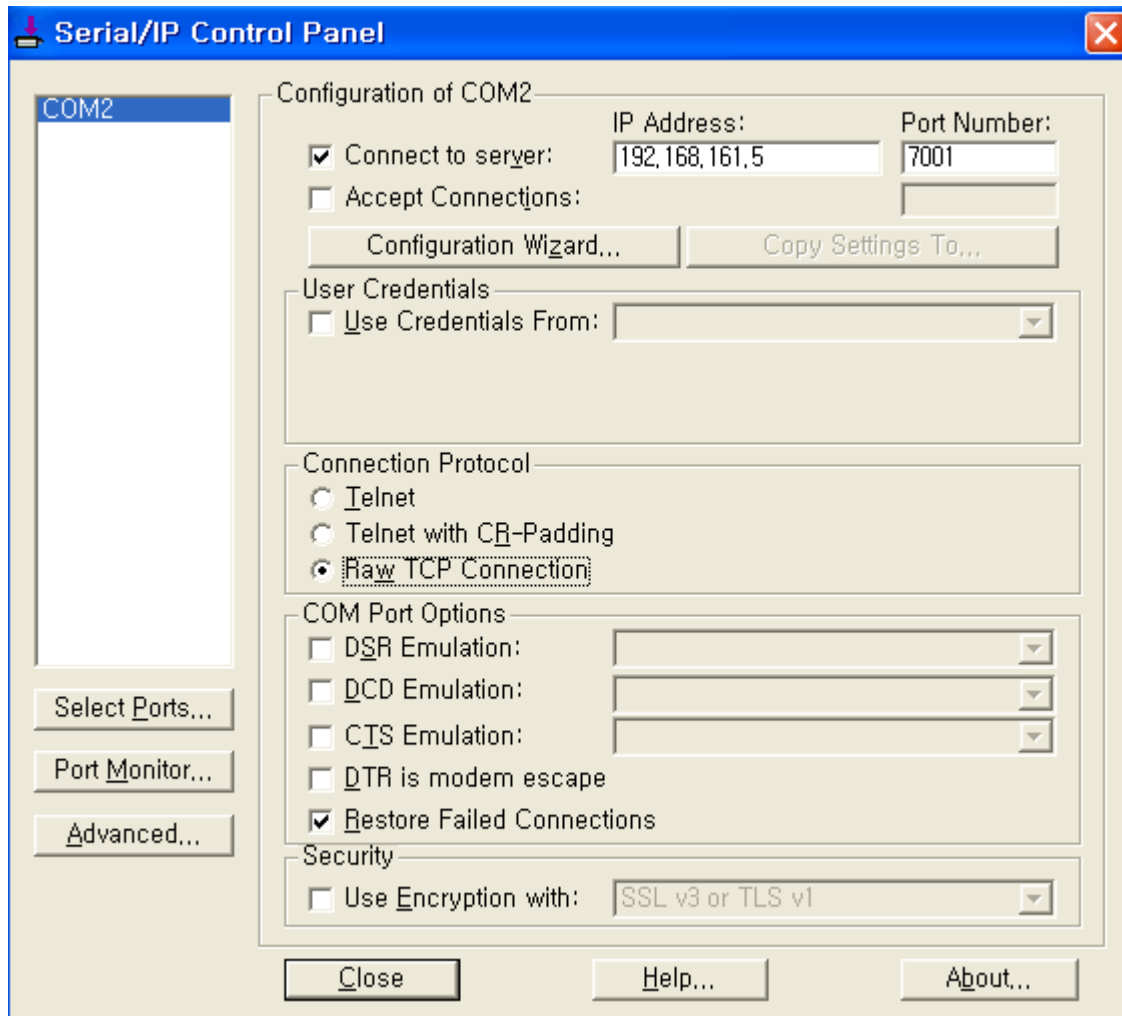 Serial/IP Control Panel
COM2
Select Ports...
Port Monitor...
Advanced...
Configuration of COM2
IP Address: Port Number:
Connect to server: 192,168,161,5 7001
Accept Connections:
Configuration Wizard... Copy Settings To...
User Credentials
Use Credentials From:
Connection Protocol
Telnet
Telnet with CR-Padding
Raw TCP Connection
COM Port Options
DSR Emulation:
DCD Emulation:
CTS Emulation:
DTR is modem escape
Restore Failed Connections
Security
Use Encryption with: SSL v3 or TLS v1
Close Help... About...